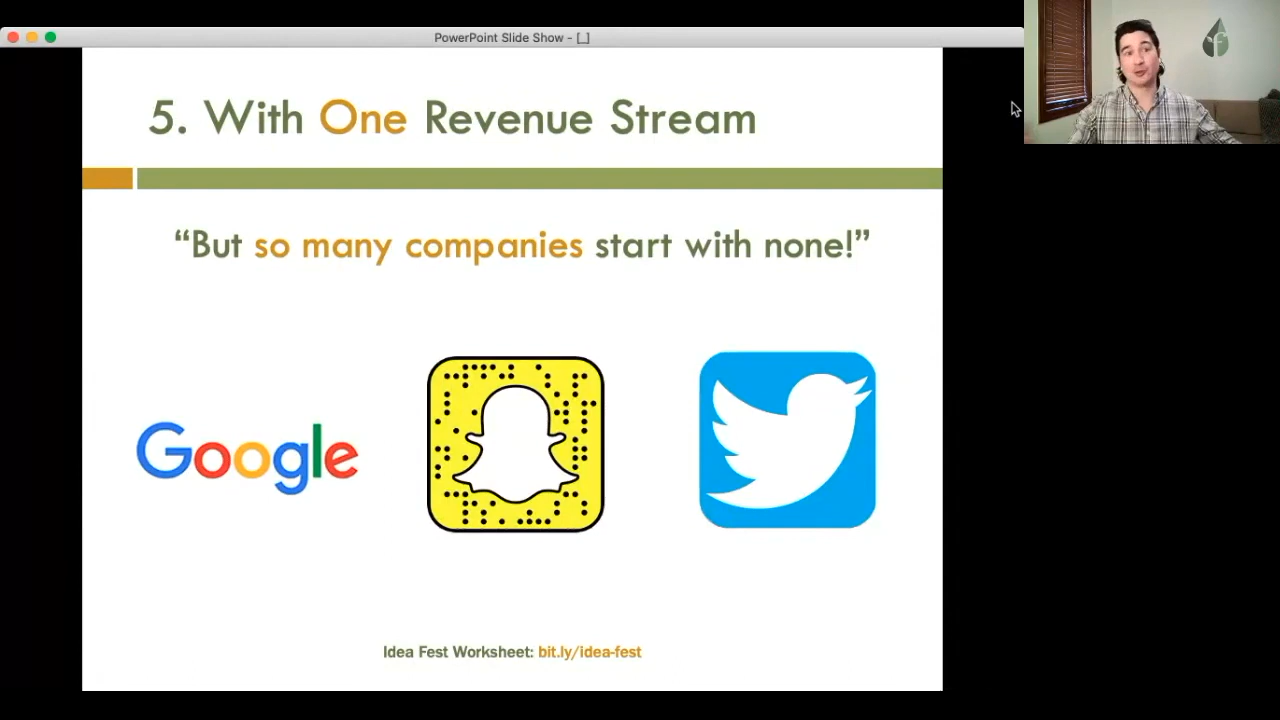 PowerPoint Slide Show - [_]
5. With One Revenue Stream
“But so many companies start with none!”
Google
Idea Fest Worksheet: bit.ly/idea-fest
f